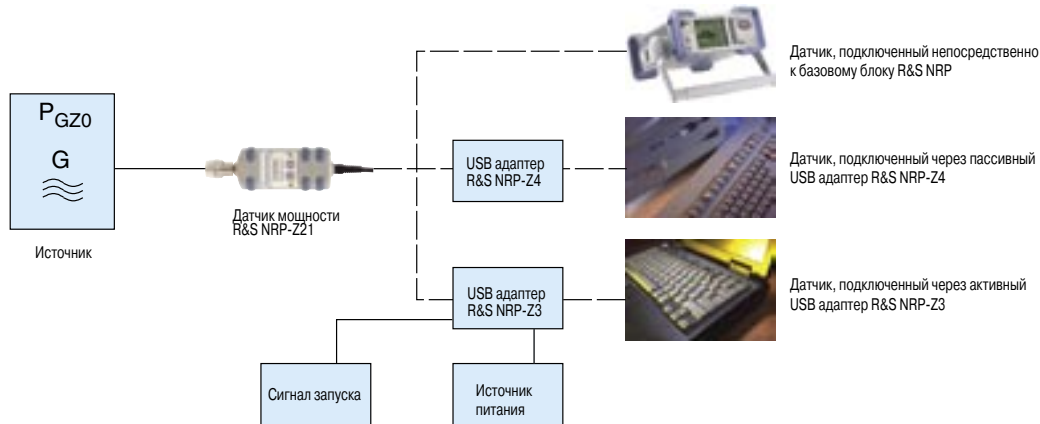 P GZ0
G
Источник
Датчик мощности
R&S NRP-Z21
USB адаптер
R&S NRP-Z4
USB адаптер
R&S NRP-Z3
Сигнал запуска
Источник
питания
Датчик, подключенный непосредственно
к базовому блоку R&S NRP
Датчик, подключенный через пассивный
USB адаптер R&S NRP-Z4
Датчик, подключенный через активный
USB адаптер R&S NRP-Z3